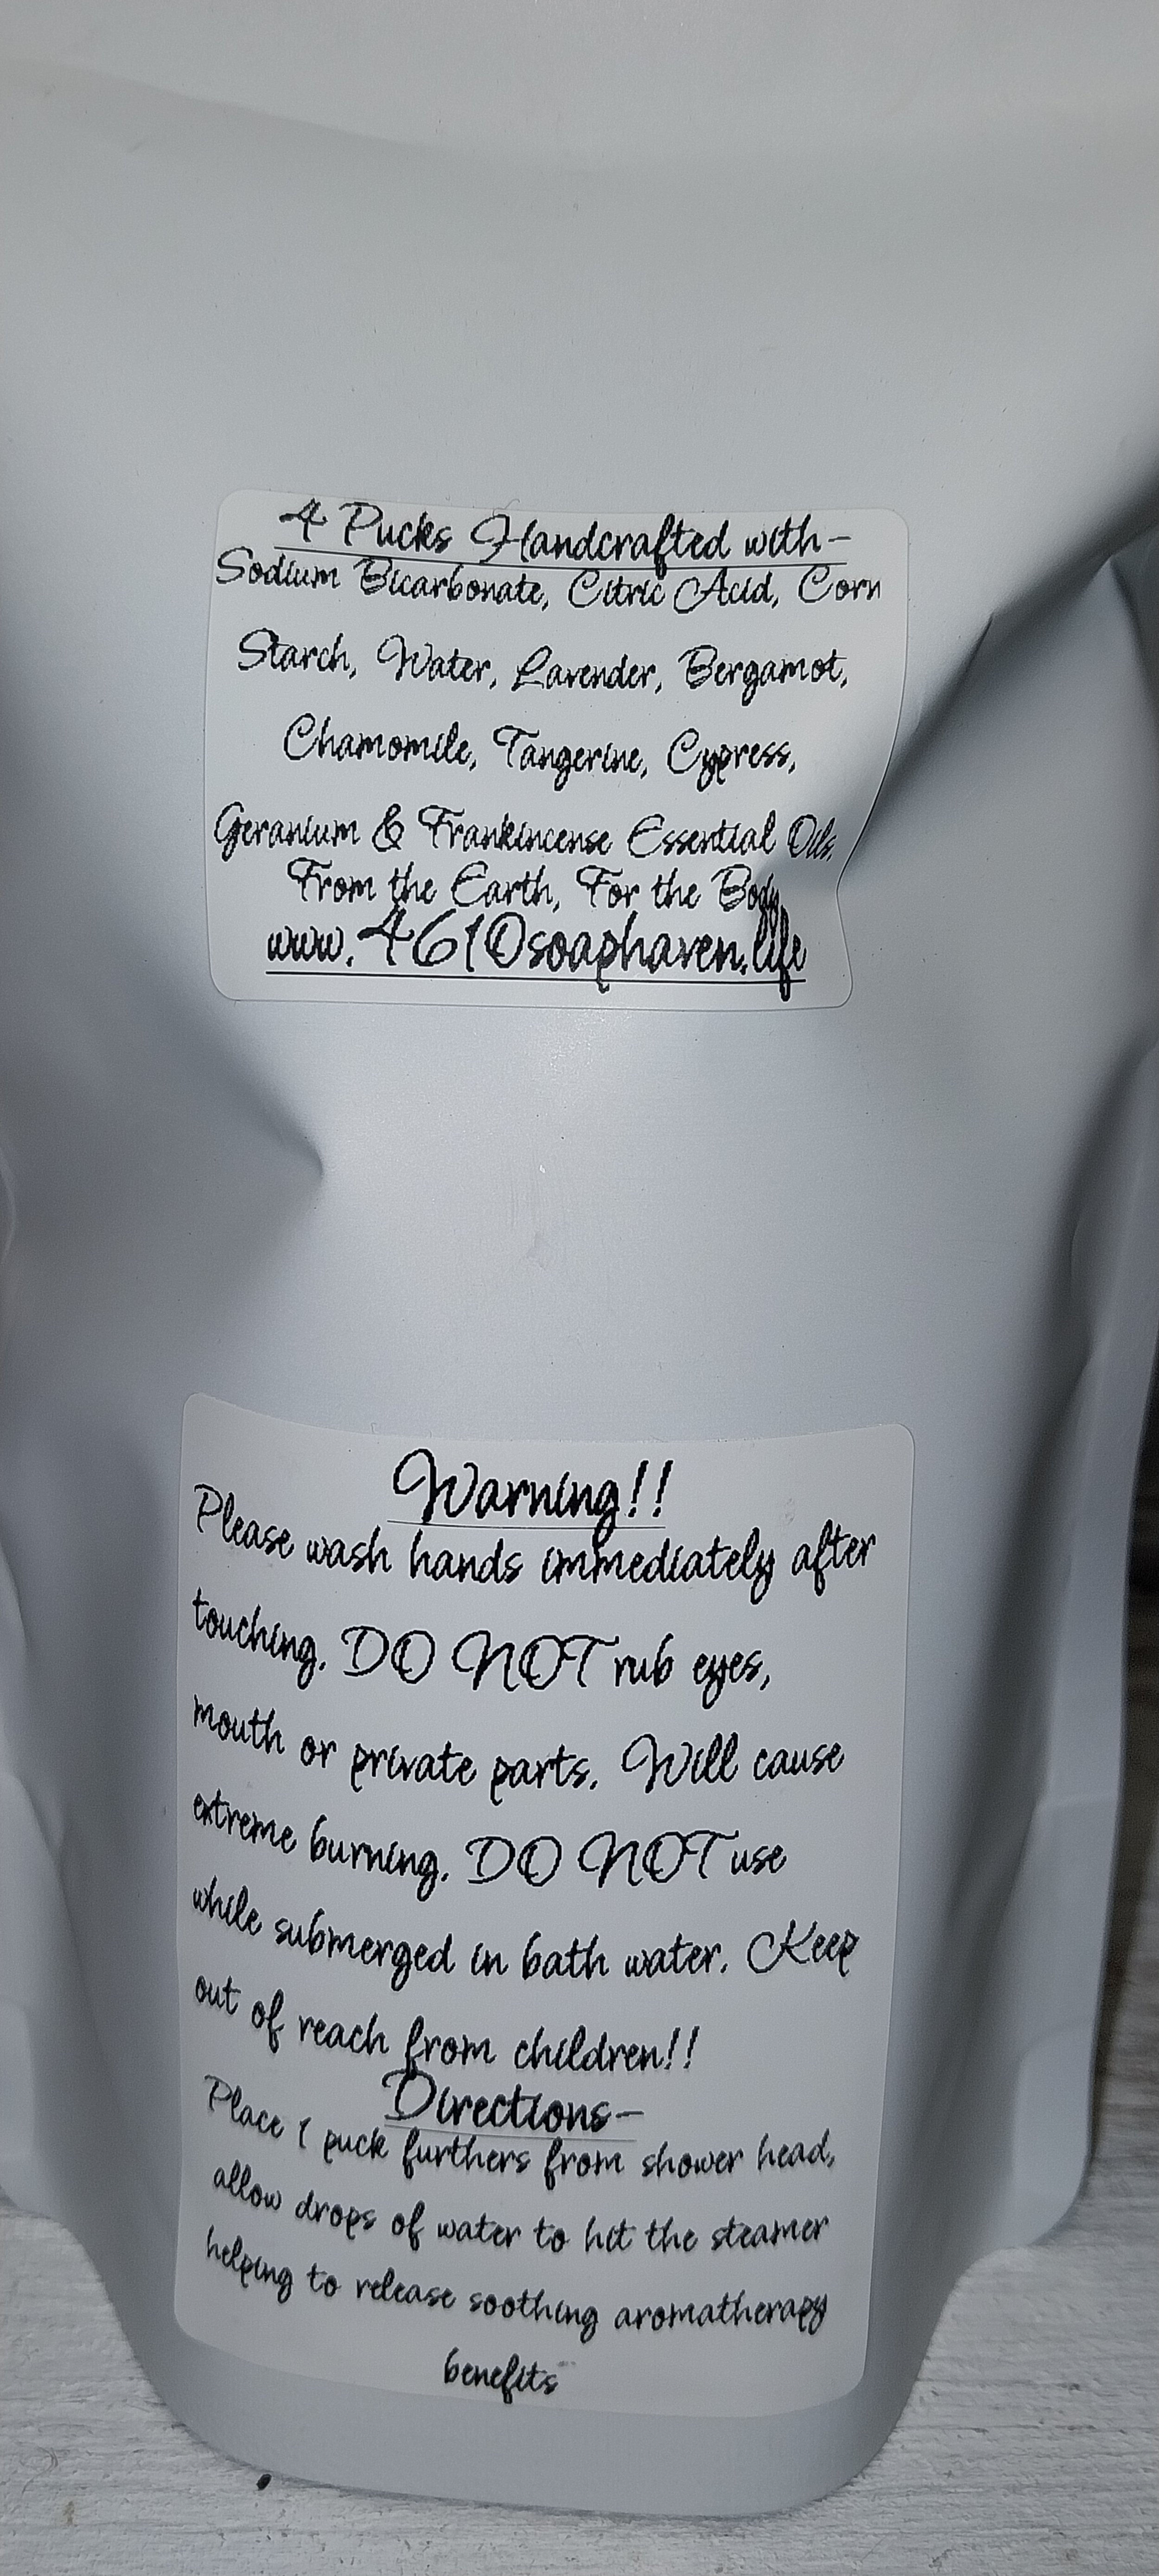 4 Pucks Handcrafted with-
Sodium Bicarbonate, Citric Acid, Corn
Starch, Water, Lavender, Bergamot,
Chamomile, Tangerine, Cypress,
Geranium & Frankincense Essential Oils.
From the Earth, For the Body
www.4610soaphaven.life
Warning!!
Please wash hands immediately after
touching. DO NOT rub eyes,
mouth or private parts. Will cause
extreme burning. DO NOT use
while submerged in bath water. Keep
out of reach from children!!
Directions-
Place 1 puck furthers from shower head,
allow drops of water to hit the steamer
helping to release soothing aromatherapy
benefits